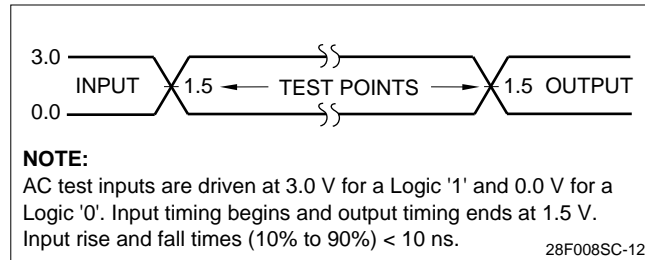 3.0
INPUT 1.5 TEST POINTS 1.5 OUTPUT
0.0
NOTE:
AC test inputs are driven at 3.0 V for a Logic '1' and 0.0 V for a
Logic '0'. Input timing begins and output timing ends at 1.5 V.
Input rise and fall times (10% to 90%) < 10 ns.
28F008SC-12